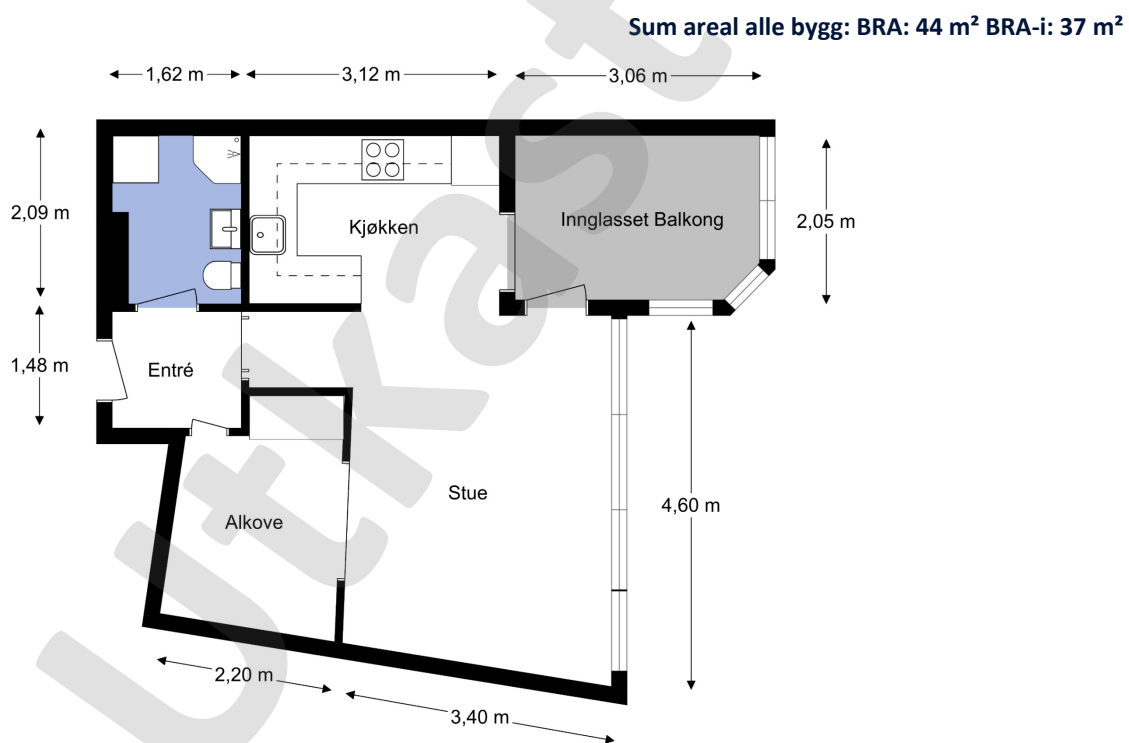 Sum areal alle bygg: BRA: 44 m² BRA-i: 37 m²
1,62 m
3,12 m
3,06 m
2,09 m
Kjøkken
Innglasset Balkong
2,05 m
1,48 m
Entré
Stue
4,60 m
Alkove
2,20 m
3,40 m
Utkast